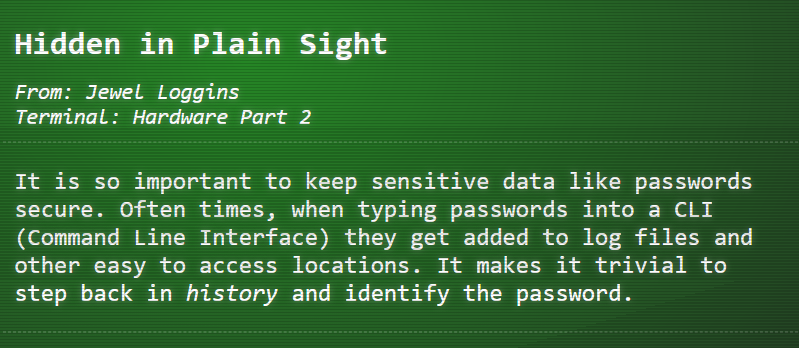 Hidden in Plain Sight
From: Jewel Loggins
Terminal: Hardware Part 2
It is so important to keep sensitive data like passwords
secure. Often times, when typing passwords into a CLI
(Command Line Interface) they get added to log files and
other easy to access locations. It makes it trivial to
step back in history and identify the password.